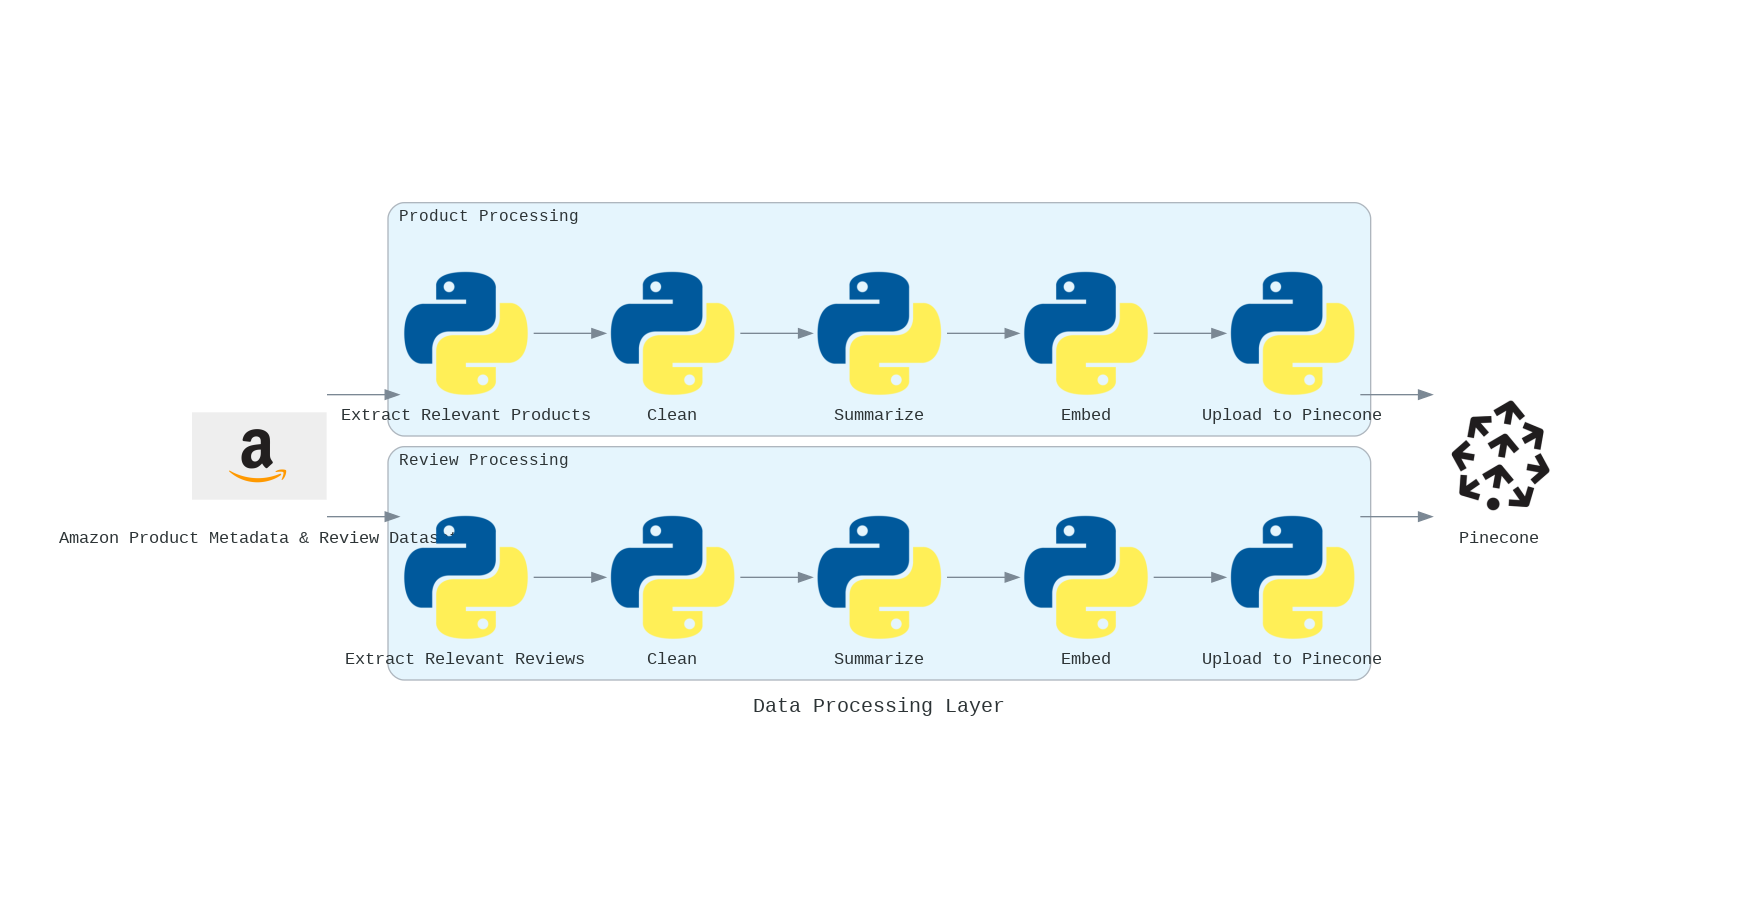 Product Processing
Extract Relevant Products
Clean
Summarize
Embed
Upload to Pinecone
a
Amazon Product Metadata & Review
Review Processing
Extract Relevant Reviews
Clean
Summarize
Embed
Upload to Pinecone
Pinecone
Data Processing Layer